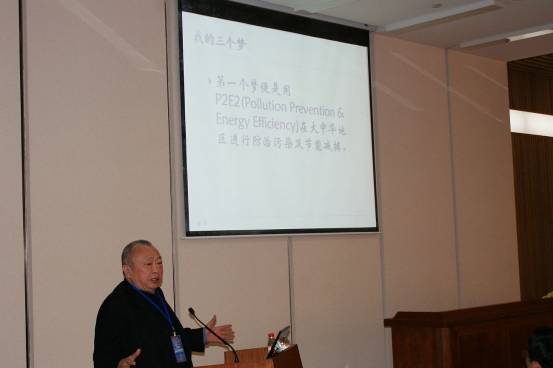 我的三个梦
第一个梦便是用
P2E2(Pollution Prevention &
Energy Efficiency)在大中华地
区进行防治污染及节能减排。